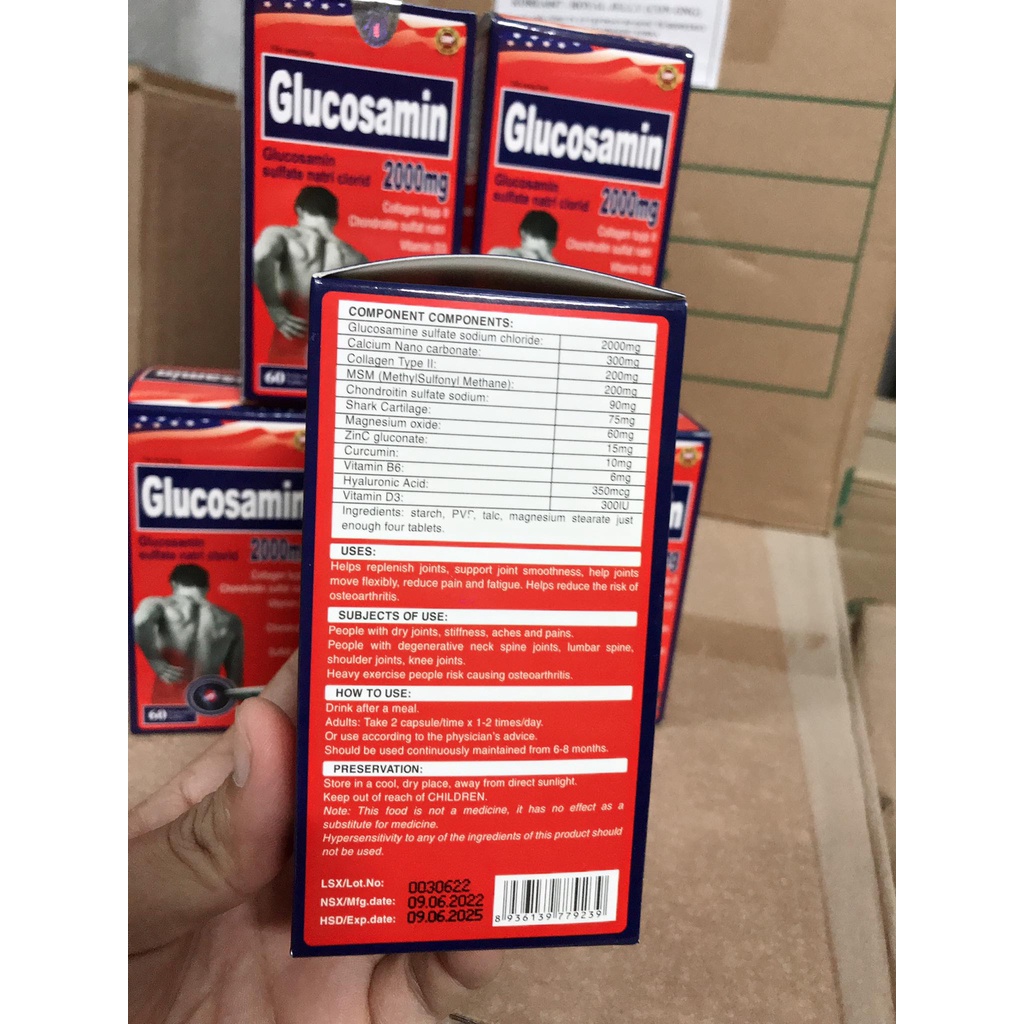 Glucosamin
Glucosamin
sulfate natri clorid 2000mg
Collagen tuýp II
Chondroitin sulfat natri
Vitamin D3
60
Glucosamin
Glucosamin
sulfate natri clorid 2000mg
Collagen tuýp II
Chondroitin sulfat natri
Vitamin D3
Glucosamin
Glucosamin
sulfate natri clorid 2000m
60
COMPONENT COMPONENTS:
Glucosamine sulfate sodium chloride: 2000mg
Calcium Nano carbonate: 300mg
Collagen Type II: 200mg
MSM (MethylSulfonyl Methane): 200mg
Chondroitin sulfate sodium: 90mg
Shark Cartilage: 75mg
Magnesium oxide: 60mg
ZinC gluconate: 15mg
Curcumin: 10mg
Vitamin B6: 6mg
Hyaluronic Acid: 350mcg
Vitamin D3: 300IU
Ingredients: starch, PVP, talc, magnesium stearate just
enough four tablets.
USES:
Helps replenish joints, support joint smoothness, help joints
move flexibly, reduce pain and fatigue. Helps reduce the risk of
osteoarthritis.
SUBJECTS OF USE:
People with dry joints, stiffness, aches and pains.
People with degenerative neck spine joints, lumbar spine,
shoulder joints, knee joints.
Heavy exercise people risk causing osteoarthritis.
HOW TO USE:
Drink after a meal.
Adults: Take 2 capsule/time x 1-2 times/day.
Or use according to the physician's advice.
Should be used continuously maintained from 6-8 months.
PRESERVATION:
Store in a cool, dry place, away from direct sunlight.
Keep out of reach of CHILDREN.
Note: This food is not a medicine, it has no effect as a
substitute for medicine.
Hypersensitivity to any of the ingredients of this product should
not be used.
LSX/Lot.No: 0030622
NSX/Mfg.date: 09.06.2022
HSD/Exp.date: 09.06.2025
8 936139 779239